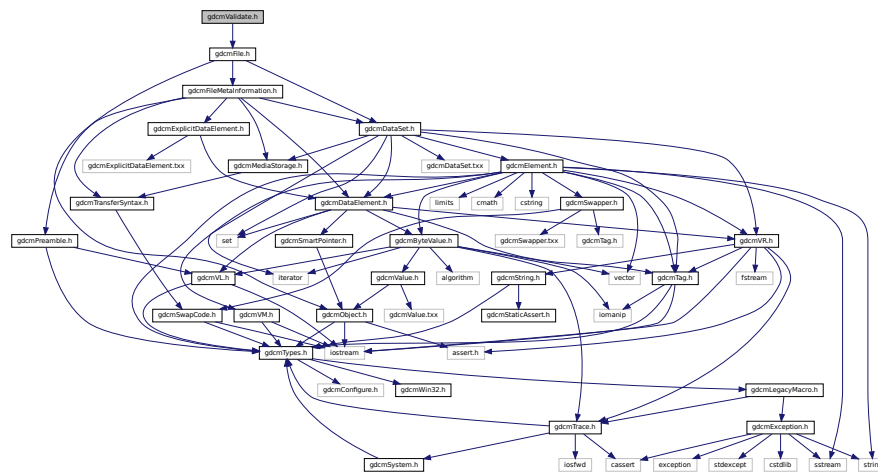 gdcmValidate.h
gdcmFile.h
gdcmFileMetaInformation.h
gdcmExplicitDataElement.h
gdcmDataSet.h
gdcmExplicitDataElement.txx
gdcmMediaStorage.h
gdcmDataSet.txx
gdcmElement.h
gdcmTransferSyntax.h
gdcmDataElement.h
limits
cmath
cstring
gdcmSwapper.h
gdcmPreamble.h
set
gdcmSmartPointer.h
gdcmByteValue.h
gdcmSwapper.txx
gdcmTag.h
gdcmVR.h
gdcmVL.h
iterator
gdcmValue.h
algorithm
gdcmString.h
vector
gdcmTag.h
fstream
gdcmSwapCode.h
gdcmVM.h
gdcmObject.h
gdcmValue.txx
gdcmStaticAssert.h
iomanip
gdcmTypes.h
iostream
assert.h
gdcmConfigure.h
gdcmWin32.h
gdcmLegacyMacro.h
gdcmTrace.h
gdcmException.h
gdcmSystem.h
iosfwd
cassert
exception
stdexcept
cstdlib
sstream